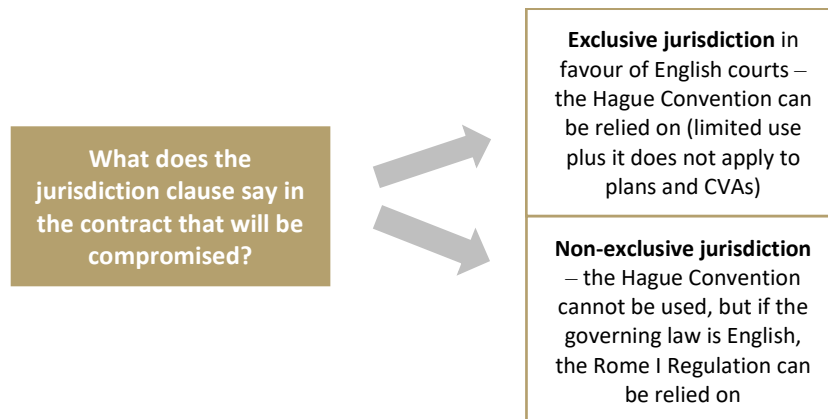 What does the
jurisdiction clause say in
the contract that will be
compromised?
Exclusive jurisdiction in
favour of English courts –
the Hague Convention can
be relied on (limited use
plus it does not apply to
plans and CVAs)
Non-exclusive jurisdiction
– the Hague Convention
cannot be used, but if the
governing law is English,
the Rome I Regulation can
be relied on